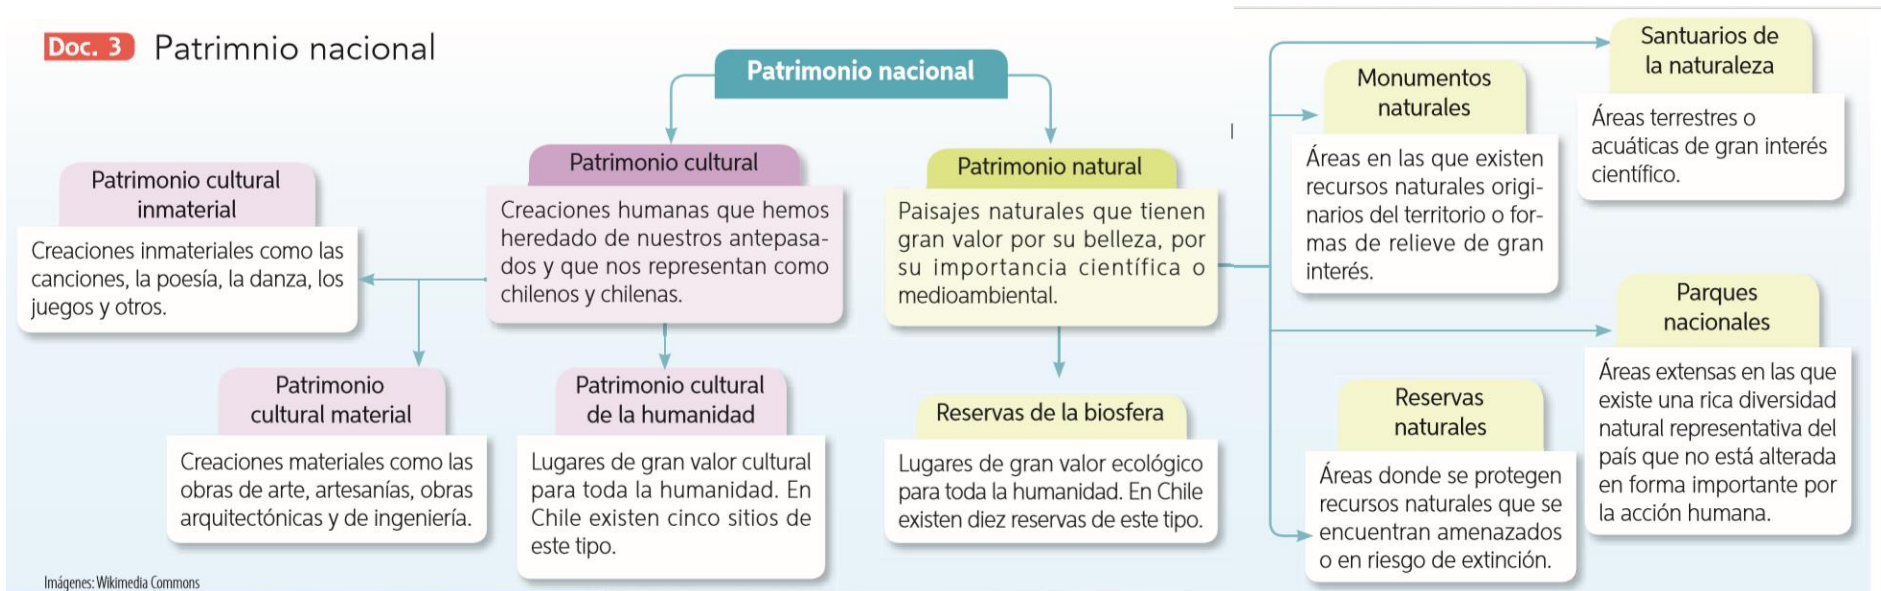 Doc. 3 Patrimnio nacional
Patrimonio nacional
Patrimonio cultural
inmaterial
Creaciones inmateriales como las
canciones, la poesía, la danza, los
juegos y otros.
Patrimonio cultural
Creaciones humanas que hemos
heredado de nuestros antepasa-
dos y que nos representan como
chilenos y chilenas.
Patrimonio natural
Paisajes naturales que tienen
gran valor por su belleza, por
su importancia científica o
medioambiental.
Monumentos
naturales
Áreas en las que existen
recursos naturales origi-
narios del territorio o for-
mas de relieve de gran
interés.
Santuarios de
la naturaleza
Áreas terrestres o
acuáticas de gran interés
científico.
Patrimonio
cultural material
Creaciones materiales como las
obras de arte, artesanías, obras
arquitectónicas y de ingeniería.
Patrimonio cultural
de la humanidad
Lugares de gran valor cultural
para toda la humanidad. En
Chile existen cinco sitios de
este tipo.
Reservas de la biosfera
Lugares de gran valor ecológico
para toda la humanidad. En Chile
existen diez reservas de este tipo.
Reservas
naturales
Áreas donde se protegen
recursos naturales que se
encuentran amenazados
o en riesgo de extinción.
Parques
nacionales
Áreas extensas en las que
existe una rica diversidad
natural representativa del
país que no está alterada
en forma importante por
la acción humana.
Imágenes: Wikimedia Commons